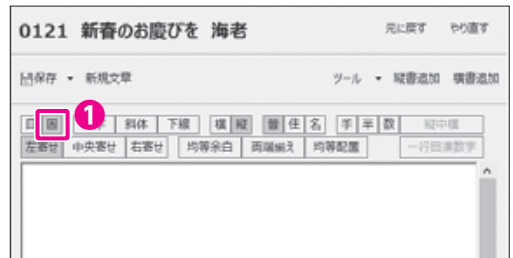 0121 新春のお慶びを 海老 元に戻す やり直す
保存 ▼ 新規文章 ツール ▼ 縦書追加 横書追加
1
斜体 下線 横 縦 普 住 名 手 半 数 縦中横
左寄せ 中央寄せ 右寄せ 均等余白 両端揃え 均等配置 一行目漢数字